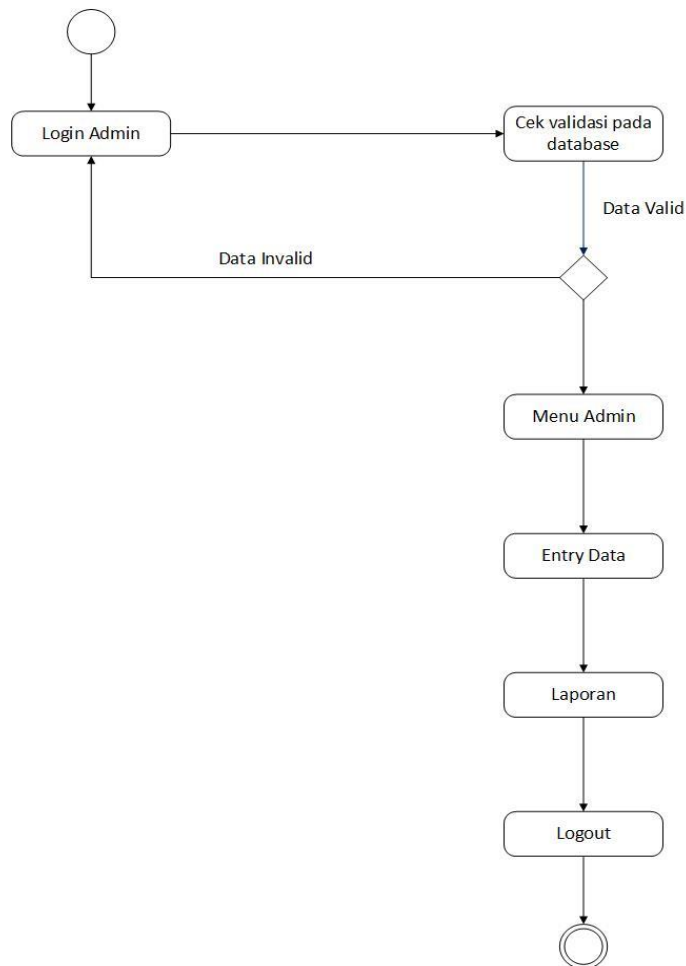 Login Admin
Cek validasi pada
database
Data Valid
Data Invalid
Menu Admin
Entry Data
Laporan
Logout